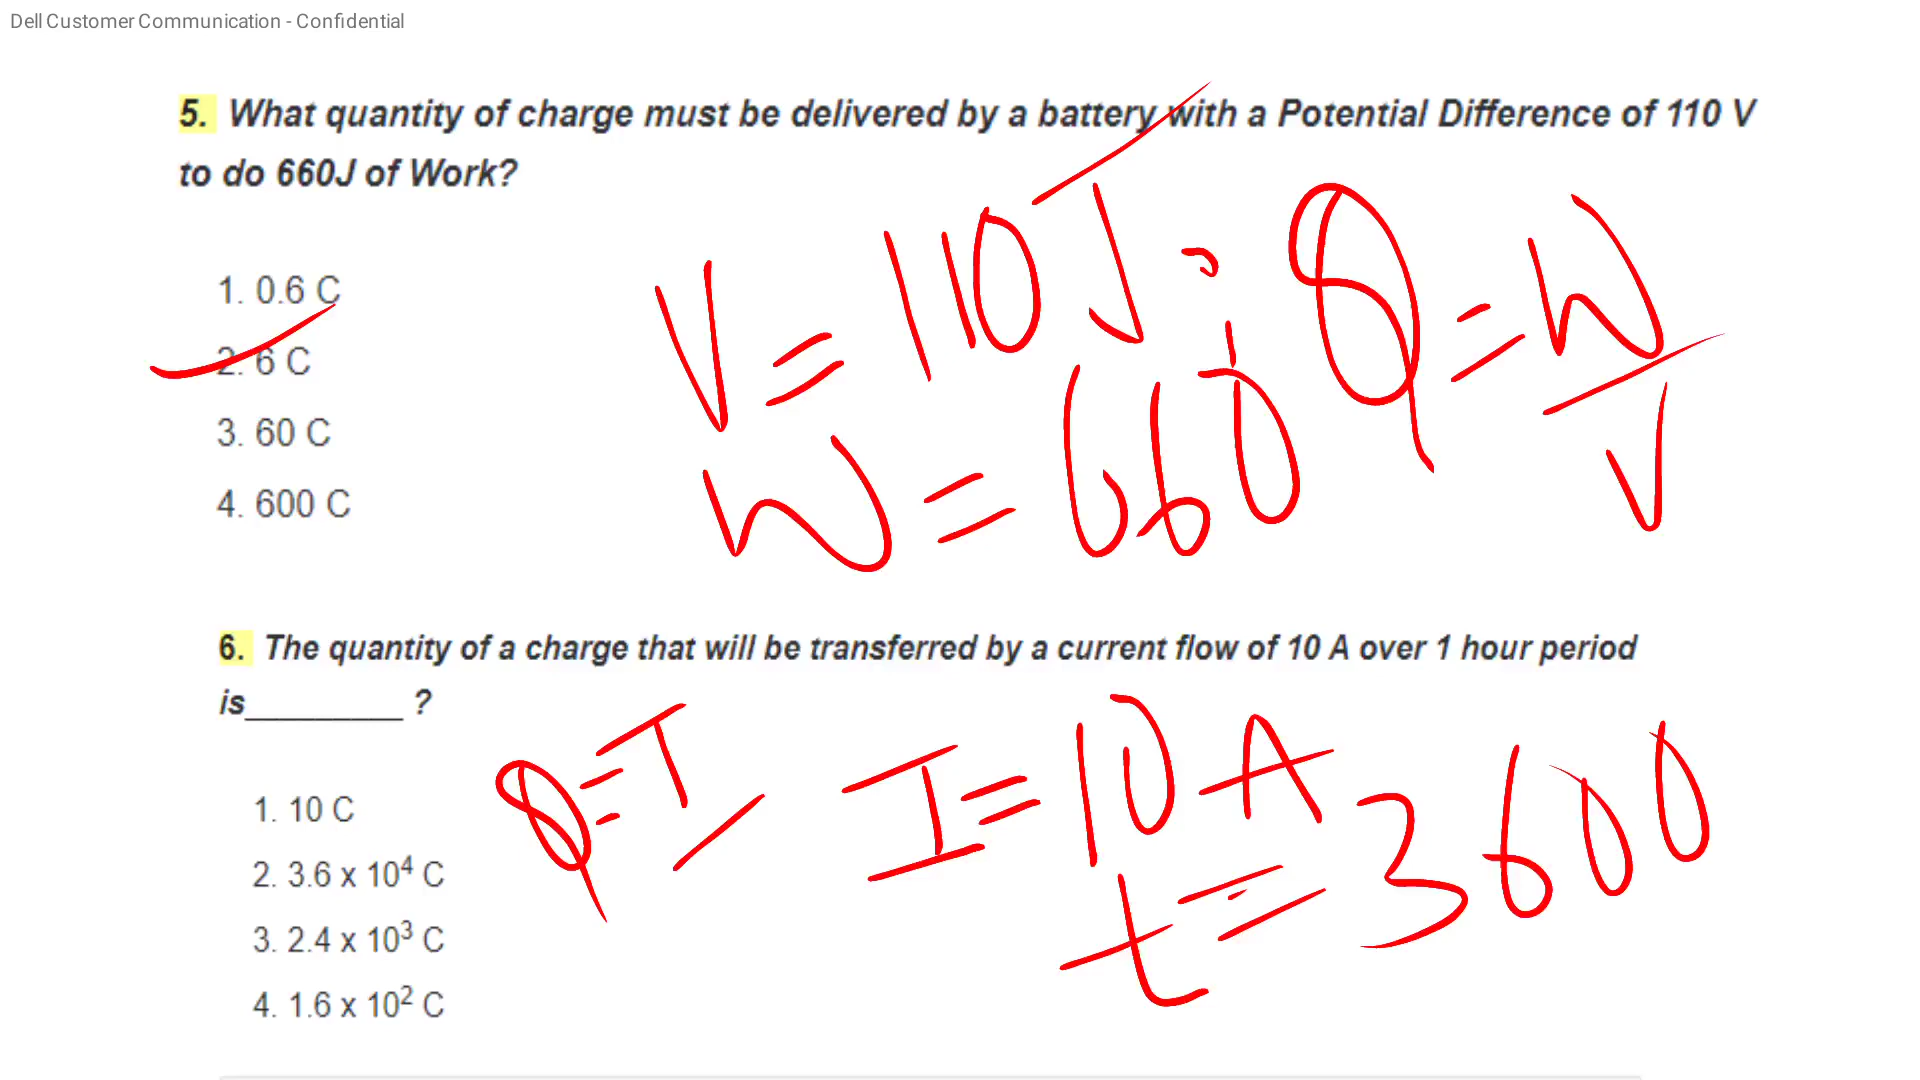 Dell Customer Communication - Confidential
5. What quantity of charge must be delivered by a battery with a Potential Difference of 110 V
to do 660J of Work?
1. 0.6 C
2. 6 C
3. 60 C
4. 600 C
V = 110 J
W = 660
Q = W/V
6. The quantity of a charge that will be transferred by a current flow of 10 A over 1 hour period
is________ ?
1. 10 C
2. 3.6 x 10⁴ C
3. 2.4 x 10³ C
4. 1.6 x 10² C
Q = I
I = 10 A
t = 3600